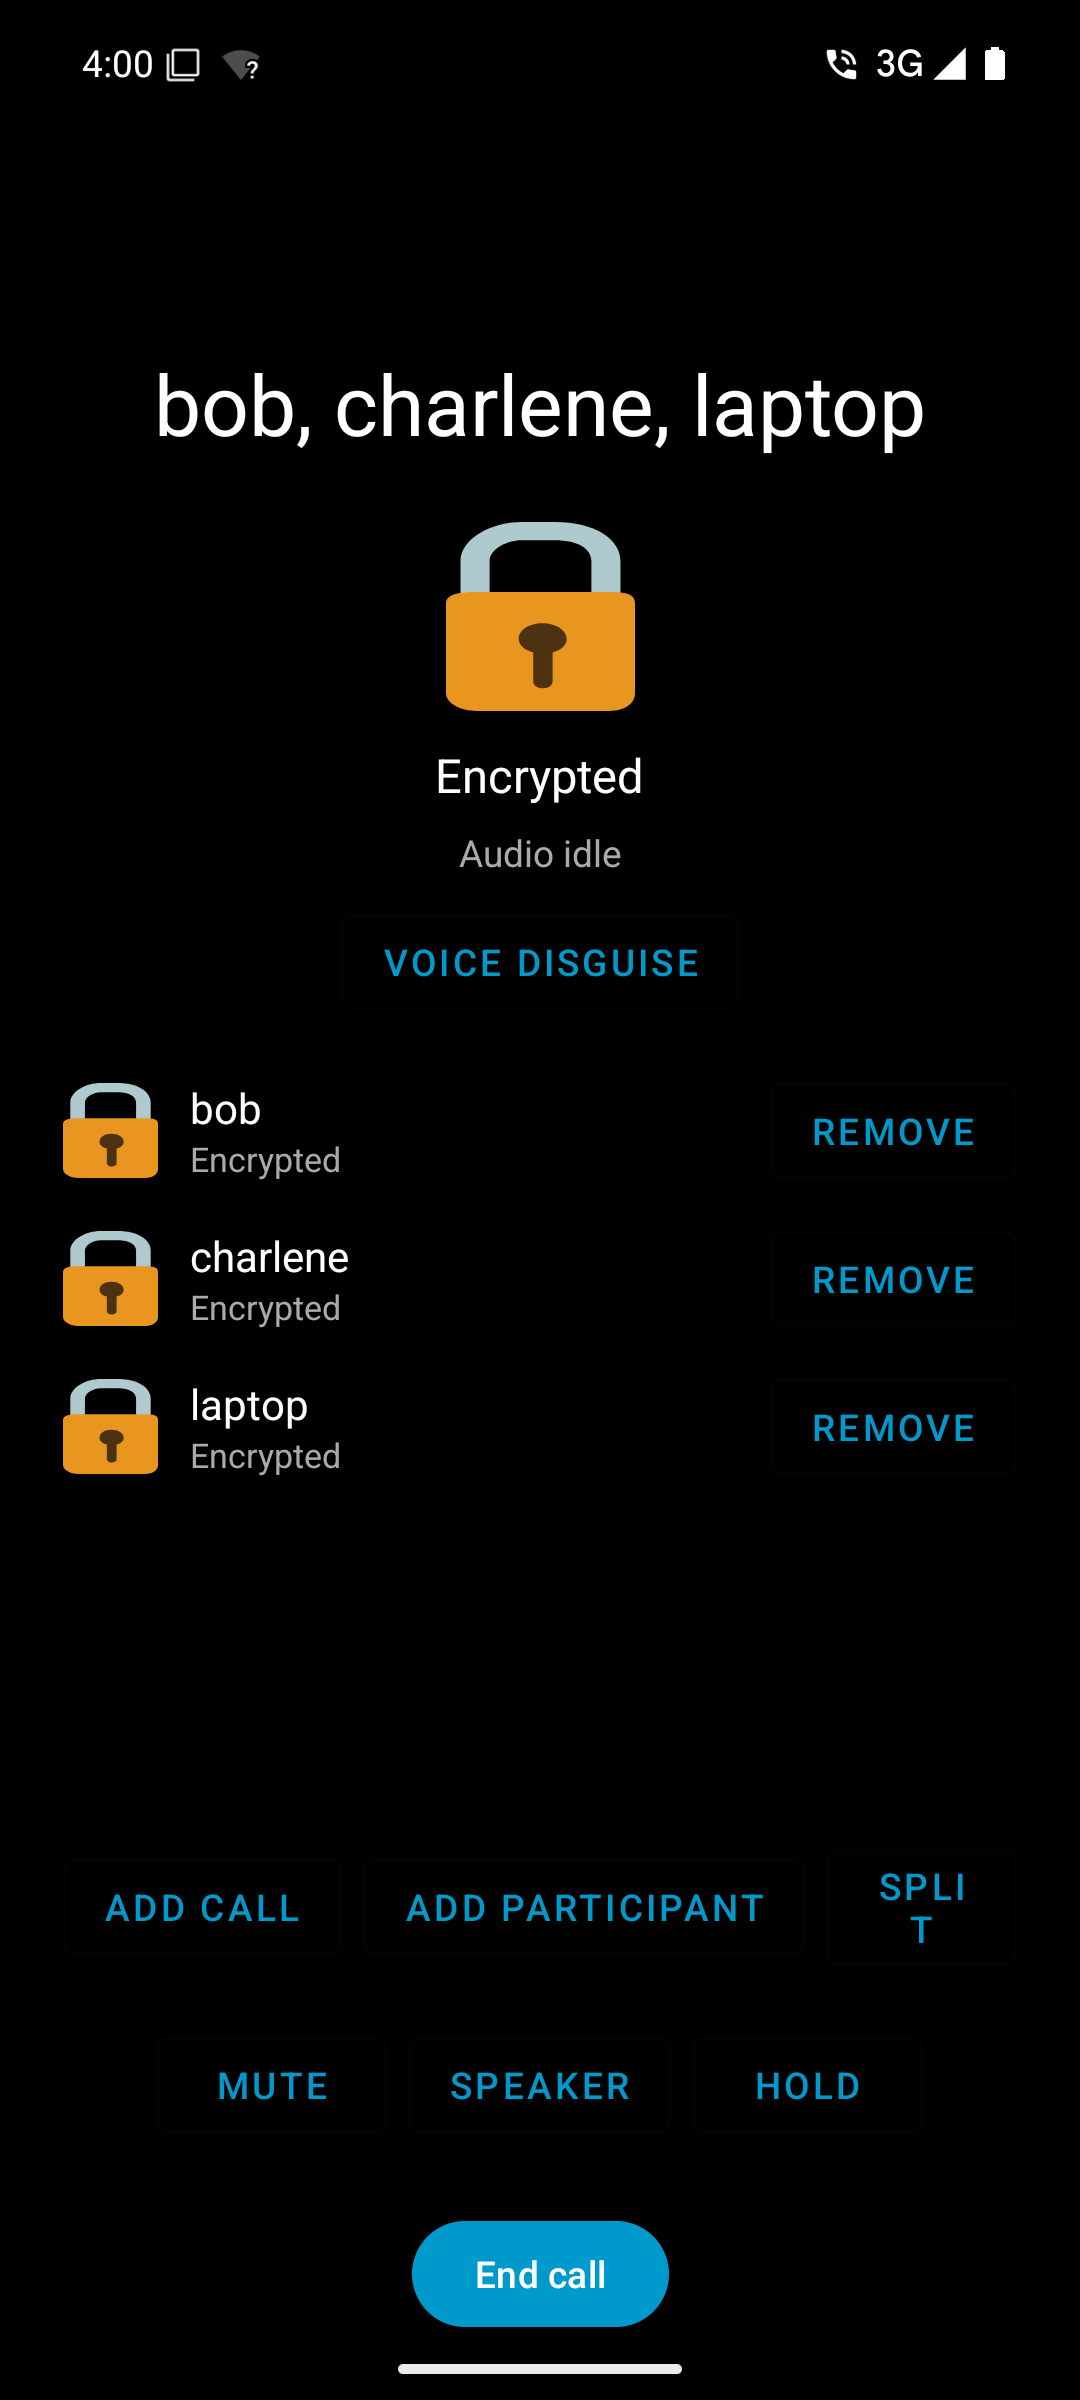 4:00 ? 3G
bob, charlene, laptop
Encrypted
Audio idle
VOICE DISGUISE
bob
Encrypted
REMOVE
charlene
Encrypted
REMOVE
laptop
Encrypted
REMOVE
ADD CALL ADD PARTICIPANT SPLI
T
MUTE SPEAKER HOLD
End call